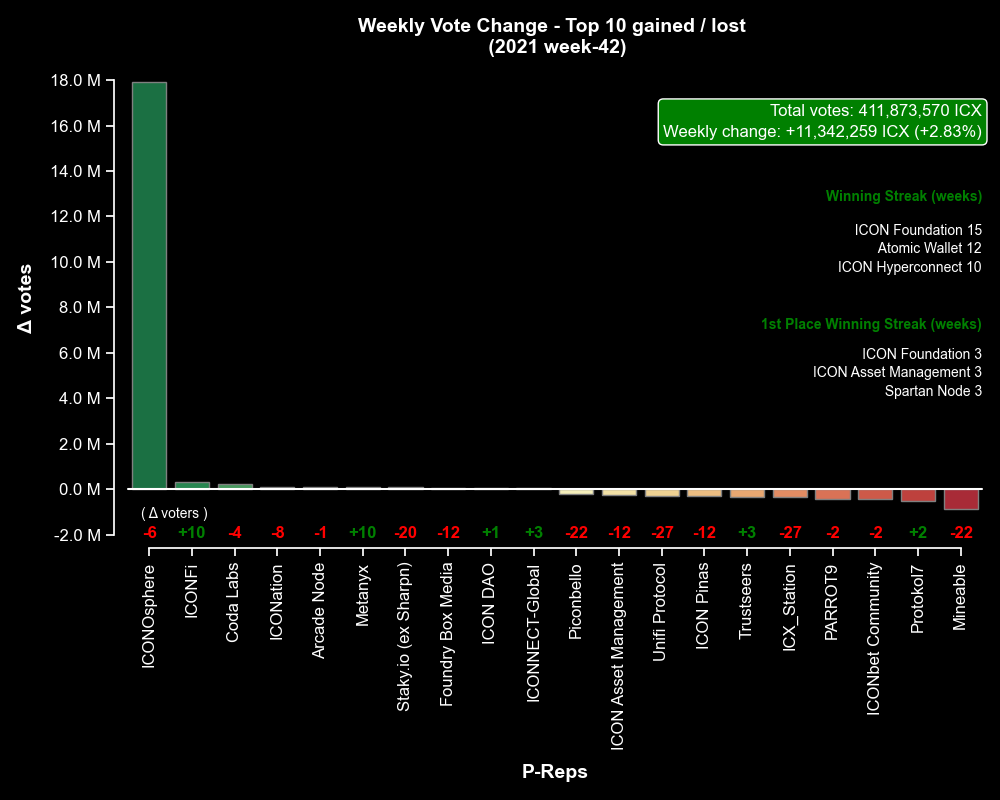 Weekly Vote Change - Top 10 gained / lost
(2021 week-42)
Total votes: 411,873,570 ICX
Weekly change: +11,342,259 ICX (+2.83%)
Winning Streak (weeks)
ICON Foundation 15
Atomic Wallet 12
ICON Hyperconnect 10
1st Place Winning Streak (weeks)
ICON Foundation 3
ICON Asset Management 3
Spartan Node 3
Δ votes
18.0 M
16.0 M
14.0 M
12.0 M
10.0 M
8.0 M
6.0 M
4.0 M
2.0 M
0.0 M
-2.0 M
( Δ voters )
-6 +10 -4 -8 -1 +10 -20 -12 +1 +3 -22 -12 -27 -12 +3 -27 -2 -2 +2 -22
ICONOsphere
ICONFi
Coda Labs
ICONation
Arcade Node
Metanyx
Staky.io (ex Sharpn)
Foundry Box Media
ICON DAO
ICONNECT-Global
Piconbello
ICON Asset Management
Unifi Protocol
ICON Pinas
Trustseers
ICX_Station
PARROT9
ICONbet Community
Protokol7
Mineable
P-Reps